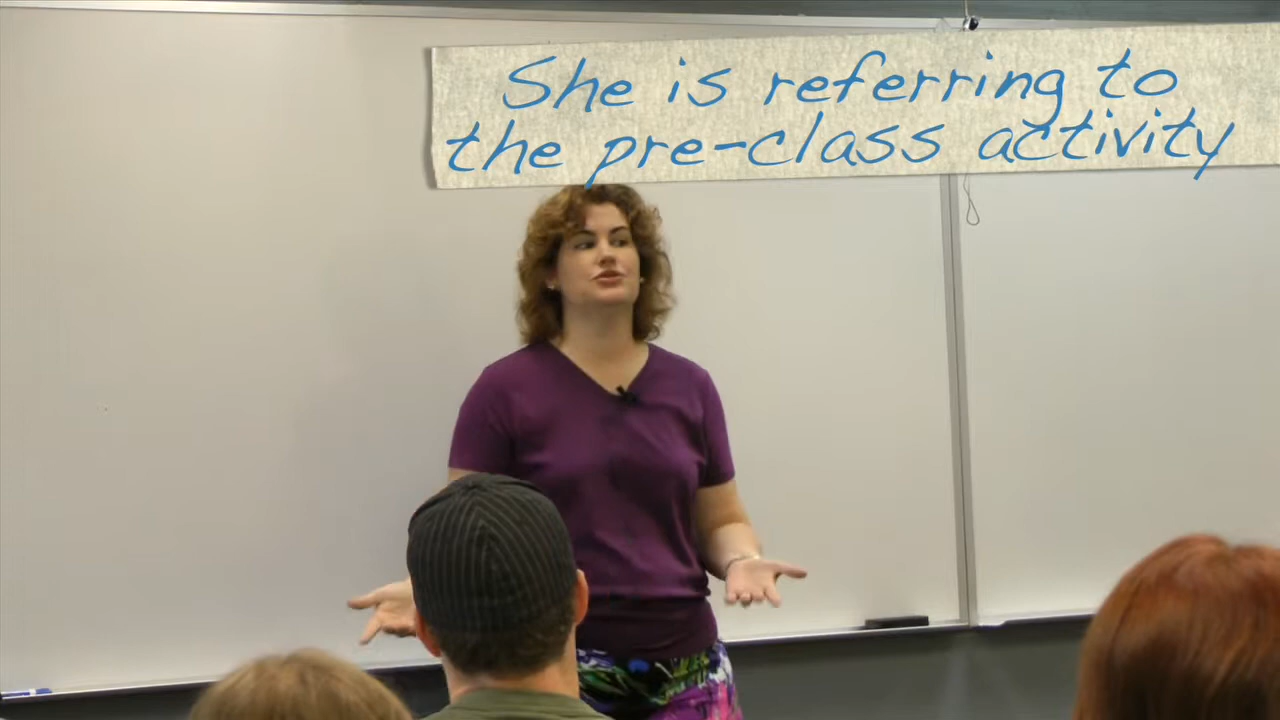 She is referring to
the pre-class activity